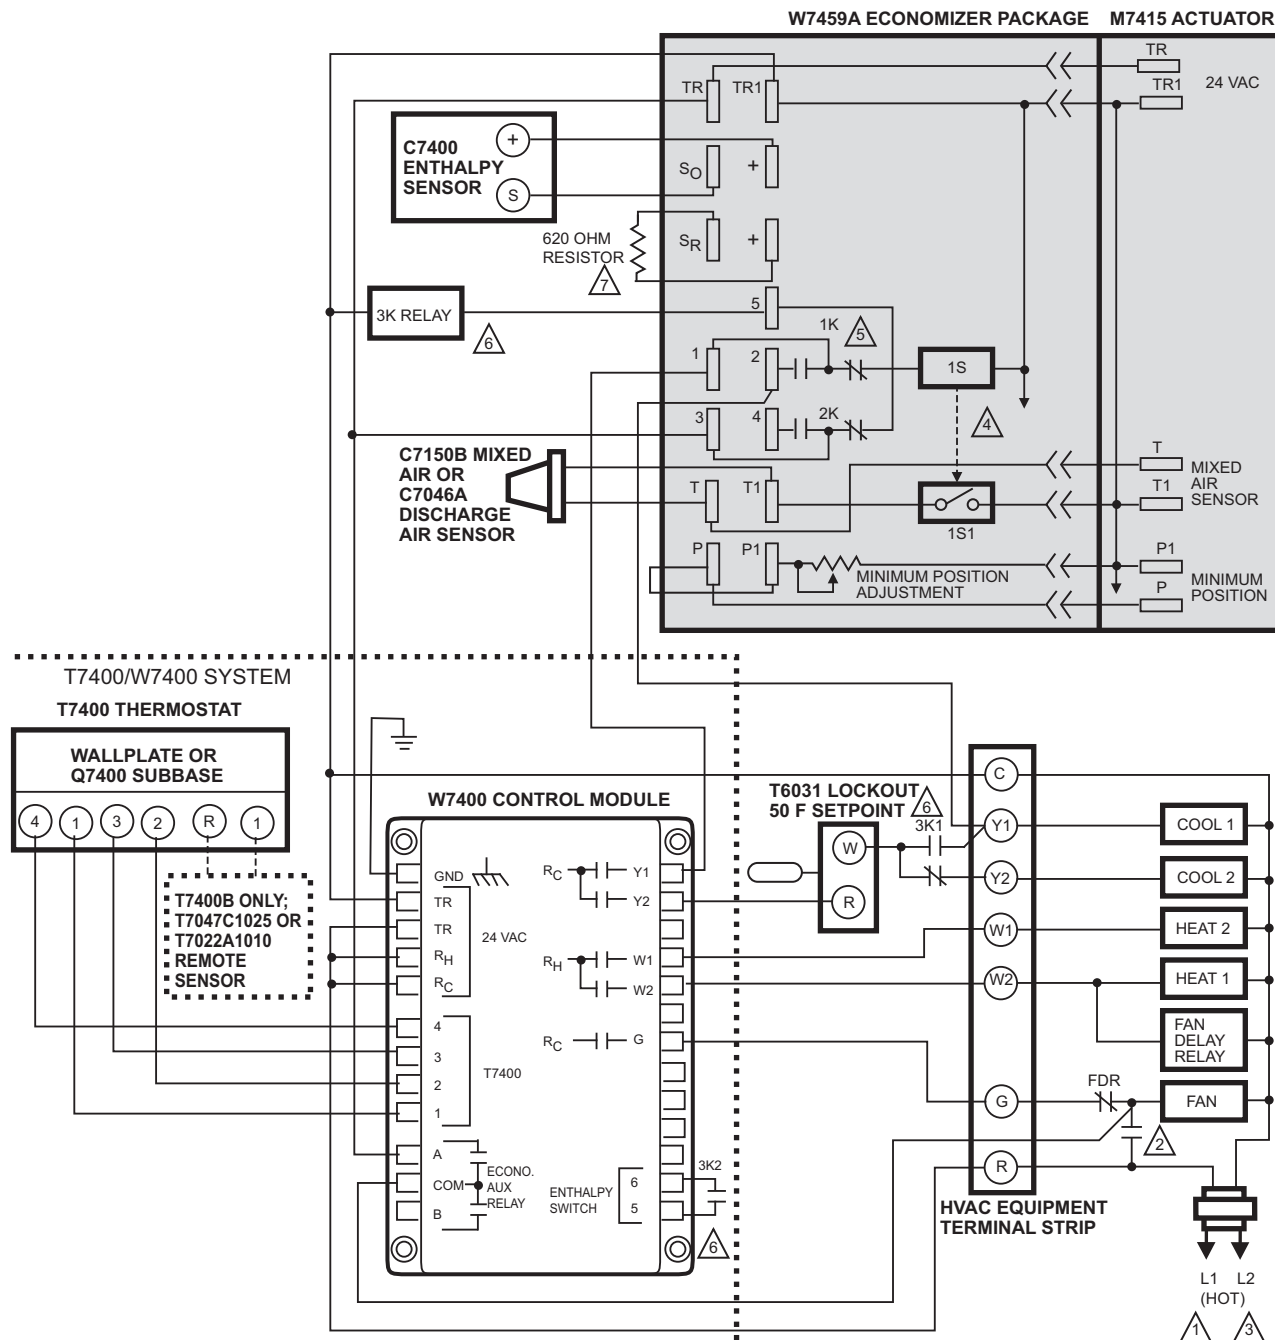 W7459A ECONOMIZER PACKAGE M7415 ACTUATOR
TR TR1
TR
TR1
24 VAC
C7400
ENTHALPY
SENSOR
+
S
SO +
SR +
620 OHM
RESISTOR
7
3K RELAY
6
5
1K
5
1 2
1S
3 4
2K
4
C7150B MIXED
AIR OR
C7046A
DISCHARGE
AIR SENSOR
T T1
1S1
T
T1
MIXED
AIR
SENSOR
P P1
MINIMUM POSITION
ADJUSTMENT
P1
P
MINIMUM
POSITION
T7400/W7400 SYSTEM
T7400 THERMOSTAT
WALLPLATE OR
Q7400 SUBBASE
4 1 3 2 R 1
T7400B ONLY;
T7047C1025 OR
T7022A1010
REMOTE
SENSOR
W7400 CONTROL MODULE
GND
TR
TR
RH
RC
24 VAC
4
3
2
1
T7400
A
COM
B
ECONO.
AUX
RELAY
RC Y1
Y2
RH W1
W2
RC G
ENTHALPY
SWITCH
6
5
3K2
6
T6031 LOCKOUT
50 F SETPOINT
6
W
R
3K1
C
Y1
Y2
W1
W2
G
R
HVAC EQUIPMENT
TERMINAL STRIP
COOL 1
COOL 2
HEAT 2
HEAT 1
FAN
DELAY
RELAY
FDR
FAN
2
L1 L2
(HOT)
1 3